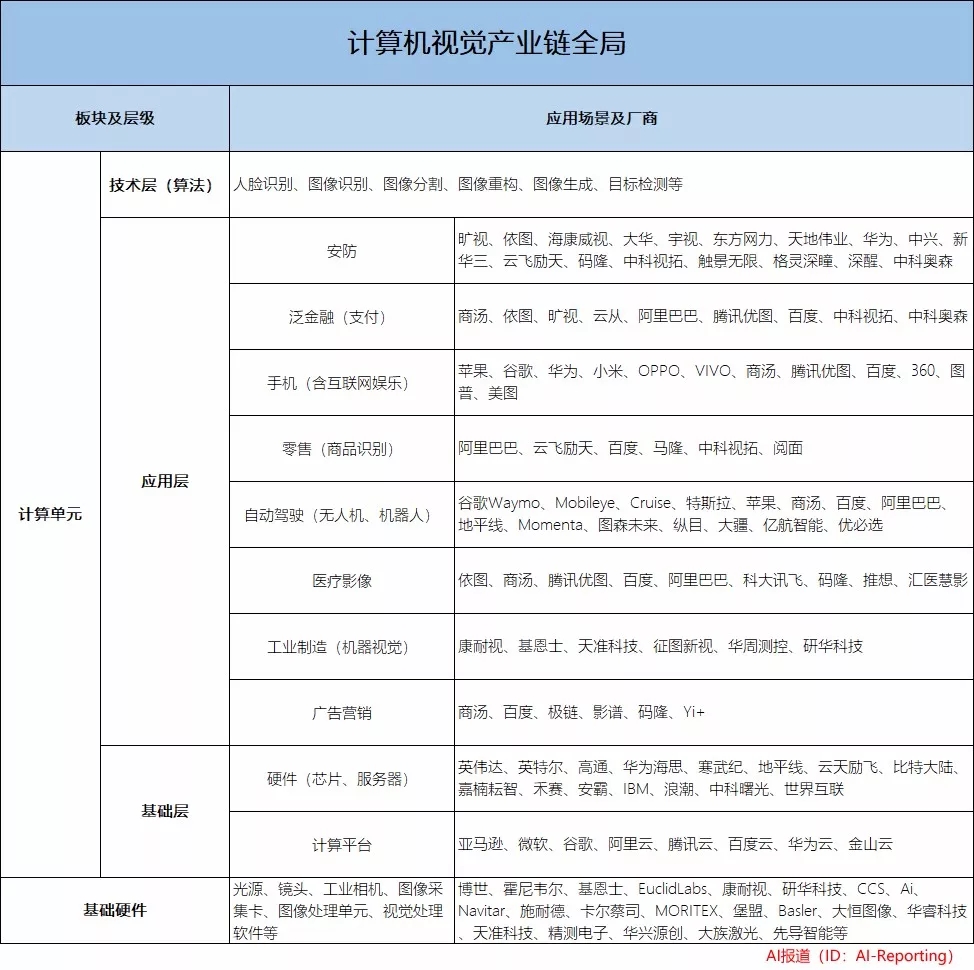 计算机视觉产业链全局
板块及层级
应用场景及厂商
计算单元
技术层（算法）
人脸识别、图像识别、图像分割、图像重构、图像生成、目标检测等
应用层
安防
旷视、依图、海康威视、大华、宇视、东方网力、天地伟业、华为、中兴、新
华三、云飞励天、码隆、中科视拓、触景无限、格灵深瞳、深醒、中科奥森
泛金融（支付）
商汤、依图、旷视、云从、阿里巴巴、腾讯优图、百度、中科视拓、中科奥森
手机（含互联网娱乐）
苹果、谷歌、华为、小米、OPPO、VIVO、商汤、腾讯优图、百度、360、图
普、美图
零售（商品识别）
阿里巴巴、云飞励天、百度、马隆、中科视拓、阅面
自动驾驶（无人机、机器人）
谷歌Waymo、Mobileye、Cruise、特斯拉、苹果、商汤、百度、阿里巴巴、
地平线、Momenta、图森未来、纵目、大疆、亿航智能、优必选
医疗影像
依图、商汤、腾讯优图、百度、阿里巴巴、科大讯飞、码隆、推想、汇医慧影
工业制造（机器视觉）
康耐视、基恩士、天准科技、征图新视、华周测控、研华科技
广告营销
商汤、百度、极链、影谱、码隆、Yi+
基础层
硬件（芯片、服务器）
英伟达、英特尔、高通、华为海思、寒武纪、地平线、云天励飞、比特大陆、
嘉楠耘智、禾赛、安霸、IBM、浪潮、中科曙光、世界互联
计算平台
亚马逊、微软、谷歌、阿里云、腾讯云、百度云、华为云、金山云
基础硬件
光源、镜头、工业相机、图像采
集卡、图像处理单元、视觉处理
软件等
博世、霍尼韦尔、基恩士、EuclidLabs、康耐视、研华科技、CCS、Ai、
Navitar、施耐德、卡尔蔡司、MORITEX、堡盟、Basler、大恒图像、华睿科技
、天准科技、精测电子、华兴源创、大族激光、先导智能等
AI报道（ID：AI-Reporting）